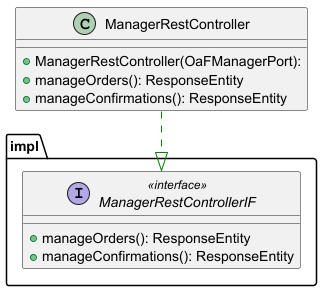 C ManagerRestController
ManagerRestController(OaFManagerPort):
manageOrders(): ResponseEntity
manageConfirmations(): ResponseEntity
impl
«interface»
I ManagerRestControllerIF
manageOrders(): ResponseEntity
manageConfirmations(): ResponseEntity